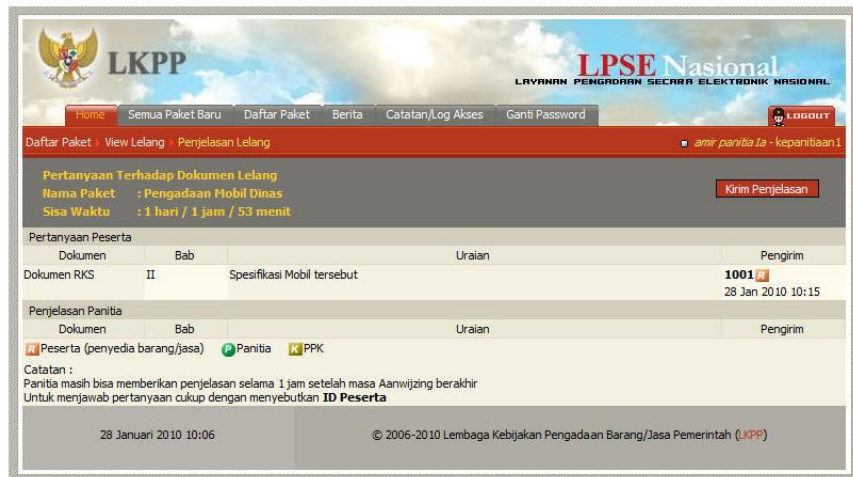 LKPP
LPSE Nasional
LAYANAN PENGADAAN SECARA ELEKTRONIK NASIONAL
Home Semua Paket Baru Daftar Paket Berita Catatan/Log Akses Ganti Password LOGOUT
Daftar Paket View Lelang Penjelasan Lelang amir panitia1a - kepanitiaan1
Pertanyaan Terhadap Dokumen Lelang
Nama Paket : Pengadaan Mobil Dinas
Kirim Penjelasan
Sisa Waktu : 1 hari / 1 jam / 53 menit
Pertanyaan Peserta
Dokumen Bab Uraian Pengirim
Dokumen RKS II Spesifikasi Mobil tersebut 1001 R
28 Jan 2010 10:15
Penjelasan Panitia
Dokumen Bab Uraian Pengirim
R Peserta (penyedia barang/jasa) P Panitia K PPK
Catatan :
Panitia masih bisa memberikan penjelasan selama 1 jam setelah masa Aanwijzing berakhir
Untuk menjawab pertanyaan cukup dengan menyebutkan ID Peserta
28 Januari 2010 10:06 © 2006-2010 Lembaga Kebijakan Pengadaan Barang/Jasa Pemerintah (LKPP)